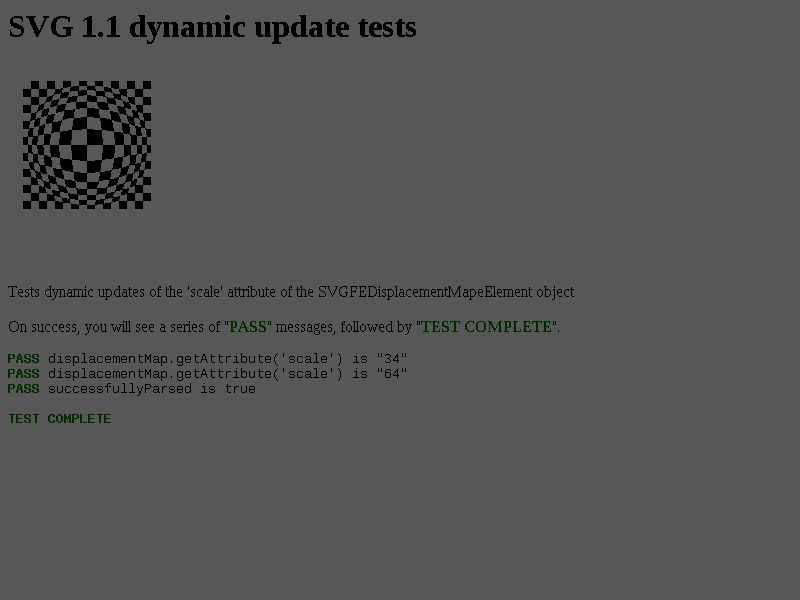 SVG 1.1 dynamic update tests
Tests dynamic updates of the 'scale' attribute of the SVGFEDisplacementMapeElement object
On success, you will see a series of "PASS" messages, followed by "TEST COMPLETE".
PASS displacementMap.getAttribute('scale') is "34"
PASS displacementMap.getAttribute('scale') is "64"
PASS successfullyParsed is true
TEST COMPLETE